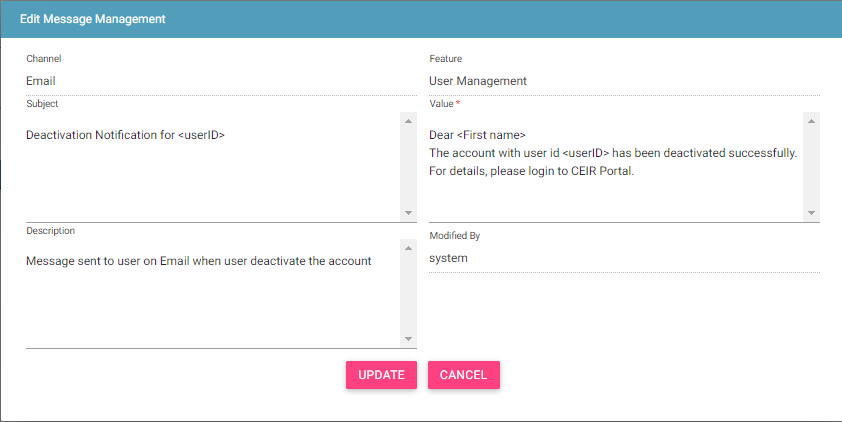 Edit Message Management
Channel
Feature
Email
User Management
Subject
Value *
Deactivation Notification for <userID>
Dear <First name>
The account with user id <userID> has been deactivated successfully.
For details, please login to CEIR Portal.
Description
Modified By
Message sent to user on Email when user deactivate the account
system
UPDATE
CANCEL